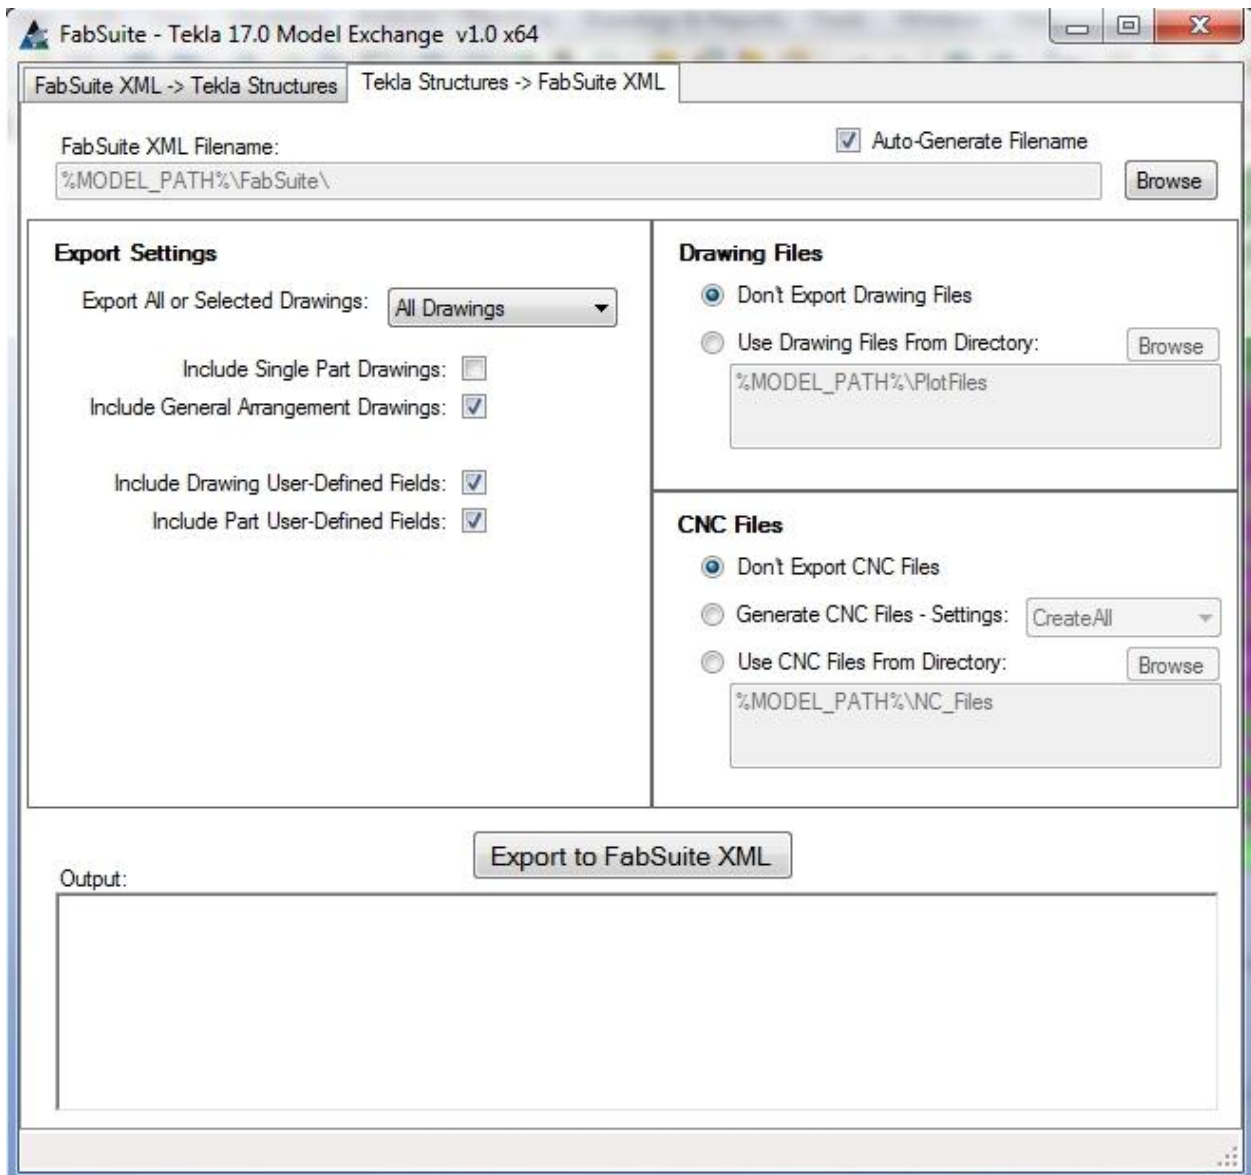 FabSuite - Tekla 17.0 Model Exchange v1.0 x64
FabSuite XML -> Tekla Structures
Tekla Structures -> FabSuite XML
FabSuite XML Filename:
Auto-Generate Filename
%MODEL_PATH%\FabSuite\
Browse
Export Settings
Export All or Selected Drawings:
All Drawings
Include Single Part Drawings:
Include General Arrangement Drawings:
Include Drawing User-Defined Fields:
Include Part User-Defined Fields:
Drawing Files
Don't Export Drawing Files
Use Drawing Files From Directory:
Browse
%MODEL_PATH%\PlotFiles
CNC Files
Don't Export CNC Files
Generate CNC Files - Settings:
CreateAll
Use CNC Files From Directory:
Browse
%MODEL_PATH%\NC_Files
Export to FabSuite XML
Output: